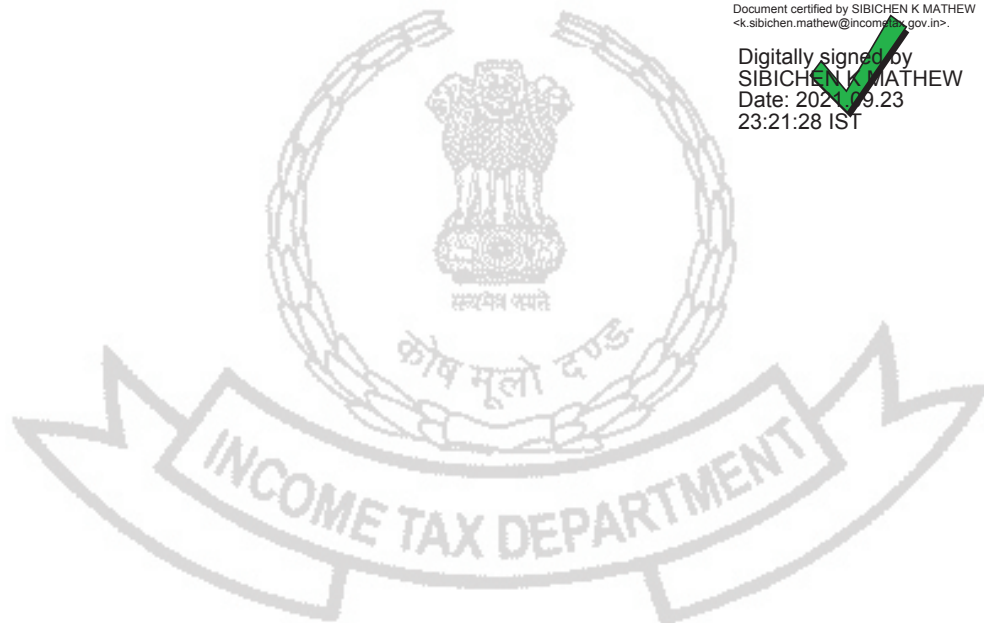 Document certified by SIBICHEN K MATHEW
<k.sibichen.mathew@incometax.gov.in>.
Digitally signed by
SIBICHEN K MATHEW
Date: 2021.09.23
23:21:28 IST
सत्यमेव जयते
कोष मूलो दण्डः
INCOME TAX DEPARTMENT